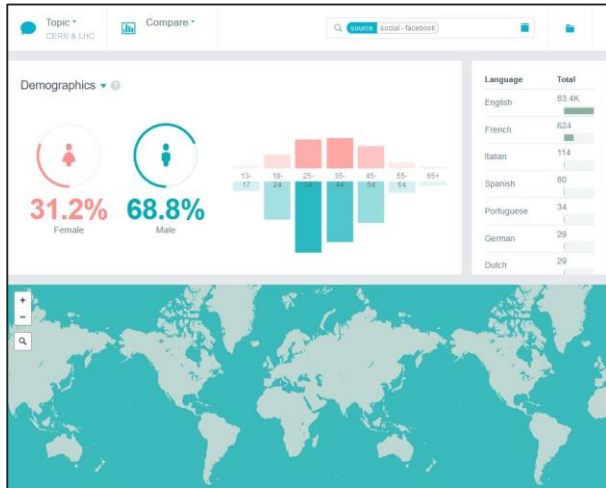 Topic
CERN & LHC
Compare
source social - facebook
Demographics
?
31.2%
Female
68.8%
Male
13-17
18-24
25-34
35-44
45-54
55-64
65+
Language Total
English 83.4K
French 624
Italian 114
Spanish 80
Portuguese 34
German 29
Dutch 29
+
−